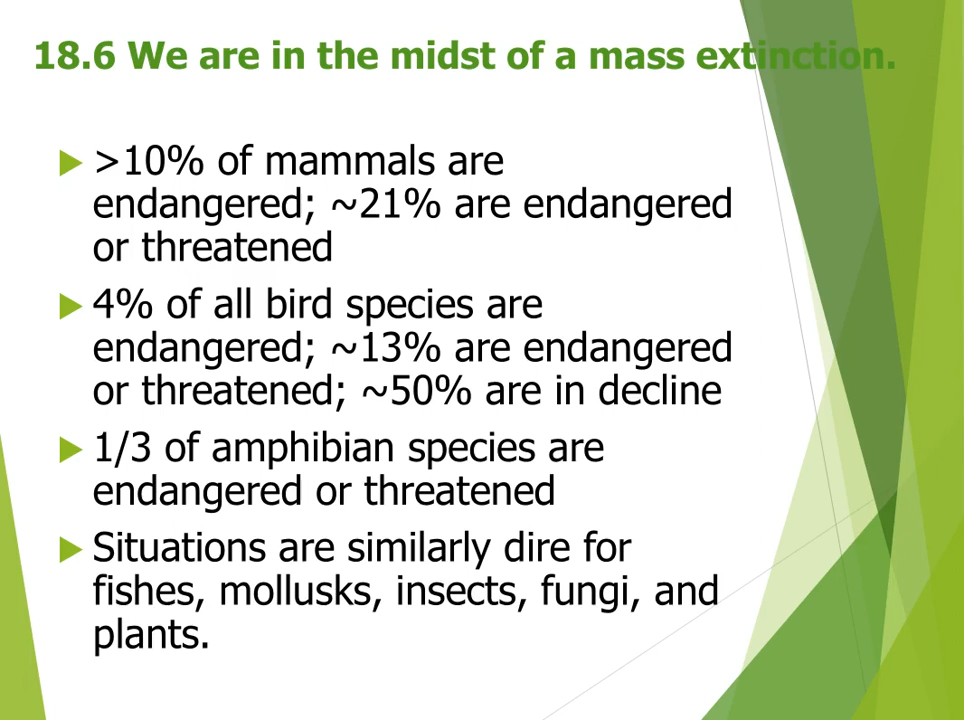 18.6 We are in the midst of a mass extinction.
>10% of mammals are
endangered; ~21% are endangered
or threatened
4% of all bird species are
endangered; ~13% are endangered
or threatened; ~50% are in decline
1/3 of amphibian species are
endangered or threatened
Situations are similarly dire for
fishes, mollusks, insects, fungi, and
plants.